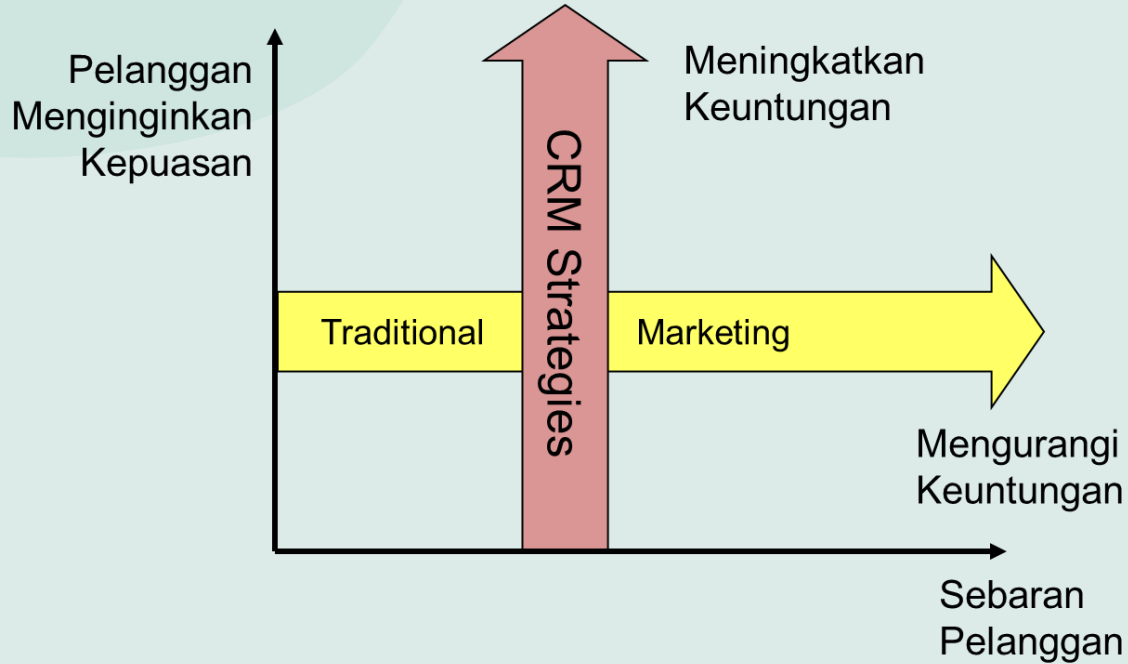 Pelanggan
Menginginkan
Kepuasan
Meningkatkan
Keuntungan
CRM Strategies
Traditional
Marketing
Mengurangi
Keuntungan
Sebaran
Pelanggan